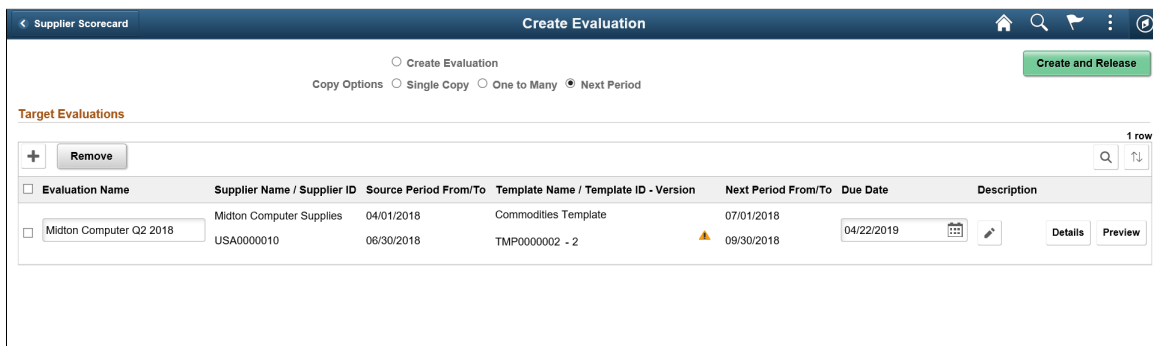 Supplier Scorecard
Create Evaluation
Create Evaluation
Create and Release
Copy Options Single Copy One to Many Next Period
Target Evaluations
1 row
Remove
Evaluation Name Supplier Name / Supplier ID Source Period From/To Template Name / Template ID - Version Next Period From/To Due Date Description
Midton Computer Supplies 04/01/2018 Commodities Template 07/01/2018
Midton Computer Q2 2018 04/22/2019 Details Preview
USA0000010 06/30/2018 TMP0000002 - 2 09/30/2018